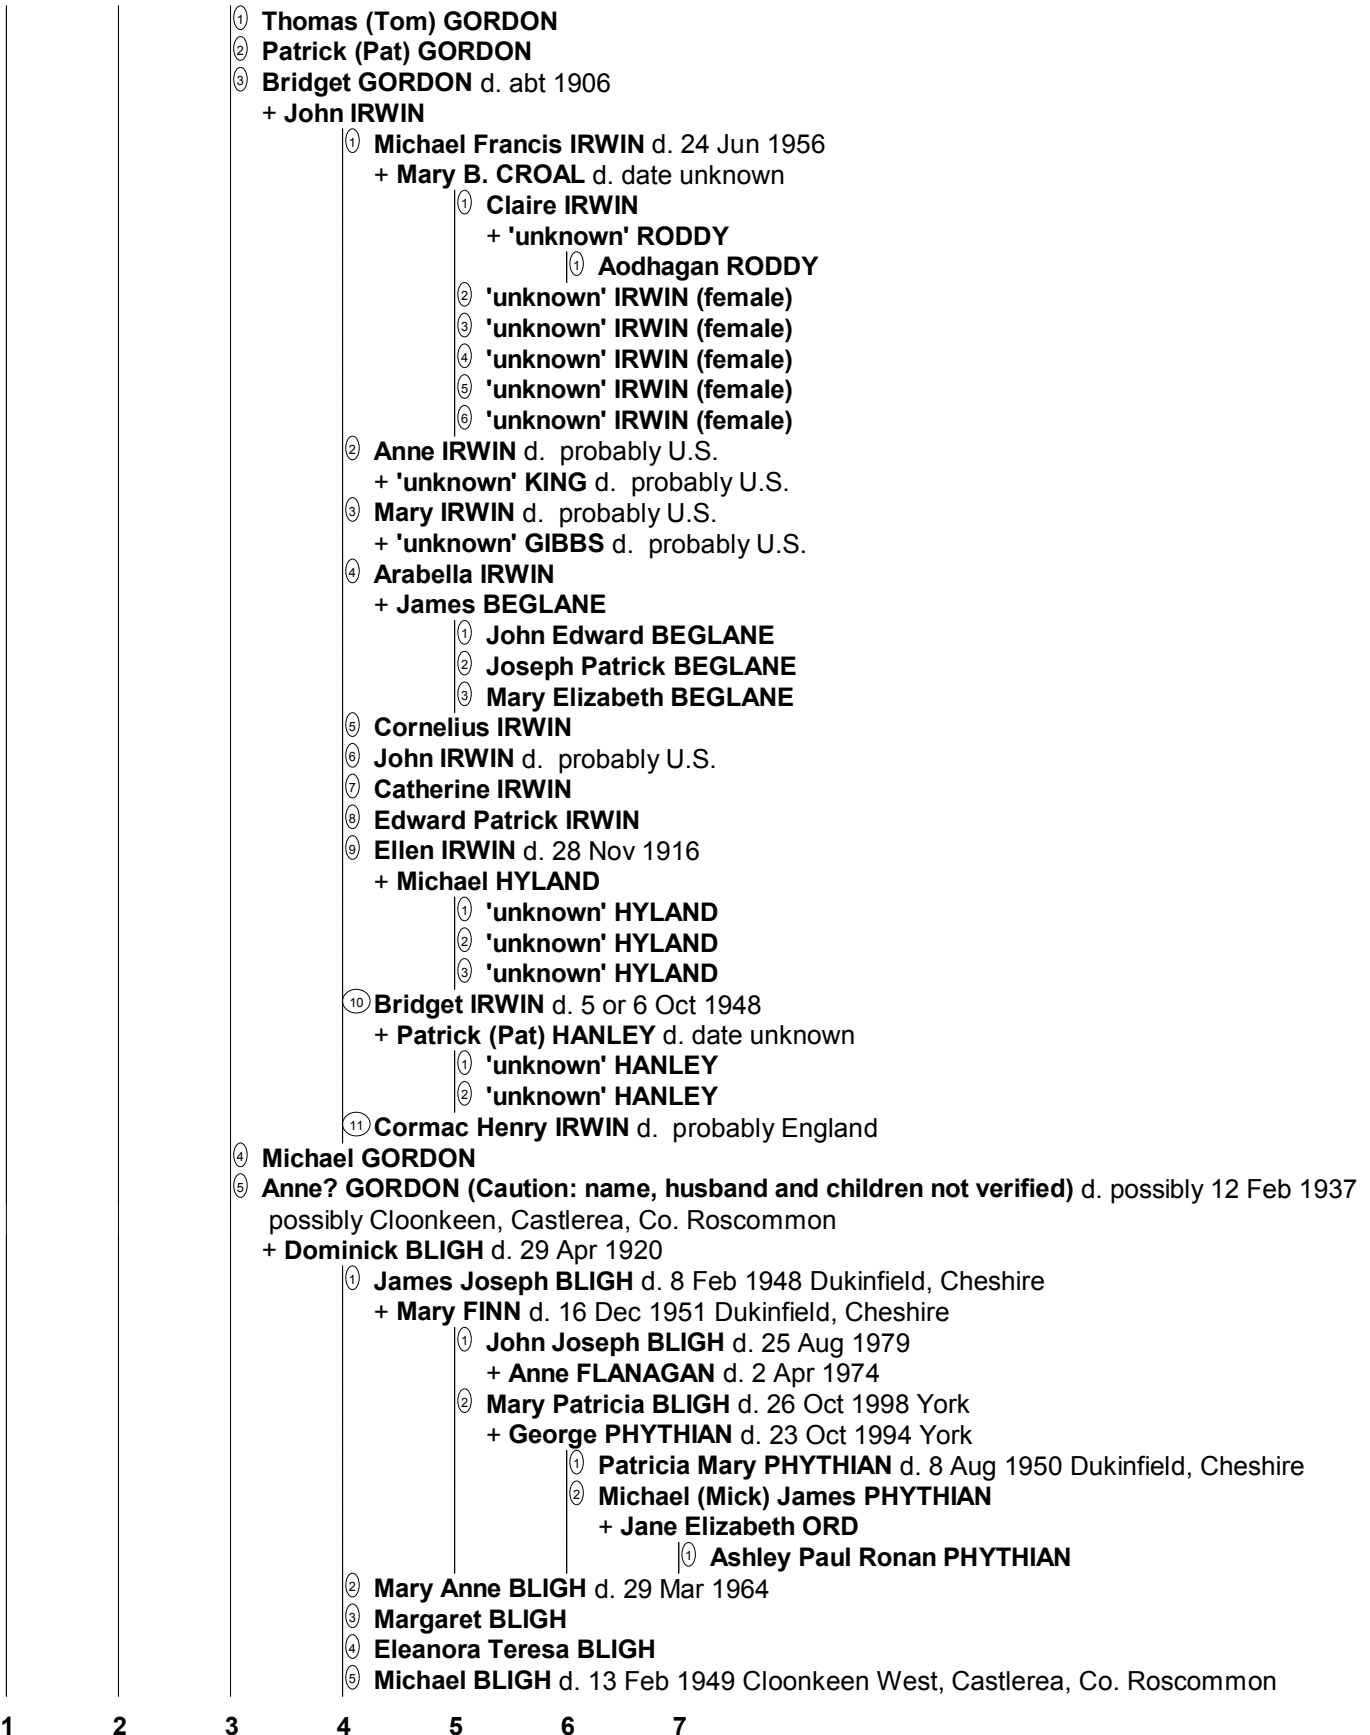 1 Thomas (Tom) GORDON
2 Patrick (Pat) GORDON
3 Bridget GORDON d. abt 1906
+ John IRWIN
1 Michael Francis IRWIN d. 24 Jun 1956
+ Mary B. CROAL d. date unknown
1 Claire IRWIN
+ 'unknown' RODDY
1 Aodhagan RODDY
2 'unknown' IRWIN (female)
3 'unknown' IRWIN (female)
4 'unknown' IRWIN (female)
5 'unknown' IRWIN (female)
6 'unknown' IRWIN (female)
2 Anne IRWIN d. probably U.S.
+ 'unknown' KING d. probably U.S.
3 Mary IRWIN d. probably U.S.
+ 'unknown' GIBBS d. probably U.S.
4 Arabella IRWIN
+ James BEGLANE
1 John Edward BEGLANE
2 Joseph Patrick BEGLANE
3 Mary Elizabeth BEGLANE
5 Cornelius IRWIN
6 John IRWIN d. probably U.S.
7 Catherine IRWIN
8 Edward Patrick IRWIN
9 Ellen IRWIN d. 28 Nov 1916
+ Michael HYLAND
1 'unknown' HYLAND
2 'unknown' HYLAND
3 'unknown' HYLAND
10 Bridget IRWIN d. 5 or 6 Oct 1948
+ Patrick (Pat) HANLEY d. date unknown
1 'unknown' HANLEY
2 'unknown' HANLEY
11 Cormac Henry IRWIN d. probably England
4 Michael GORDON
5 Anne? GORDON (Caution: name, husband and children not verified) d. possibly 12 Feb 1937
possibly Cloonkeen, Castlerea, Co. Roscommon
+ Dominick BLIGH d. 29 Apr 1920
1 James Joseph BLIGH d. 8 Feb 1948 Dukinfield, Cheshire
+ Mary FINN d. 16 Dec 1951 Dukinfield, Cheshire
1 John Joseph BLIGH d. 25 Aug 1979
+ Anne FLANAGAN d. 2 Apr 1974
2 Mary Patricia BLIGH d. 26 Oct 1998 York
+ George PHYTHIAN d. 23 Oct 1994 York
1 Patricia Mary PHYTHIAN d. 8 Aug 1950 Dukinfield, Cheshire
2 Michael (Mick) James PHYTHIAN
+ Jane Elizabeth ORD
1 Ashley Paul Ronan PHYTHIAN
2 Mary Anne BLIGH d. 29 Mar 1964
3 Margaret BLIGH
4 Eleanora Teresa BLIGH
5 Michael BLIGH d. 13 Feb 1949 Cloonkeen West, Castlerea, Co. Roscommon
1 2 3 4 5 6 7